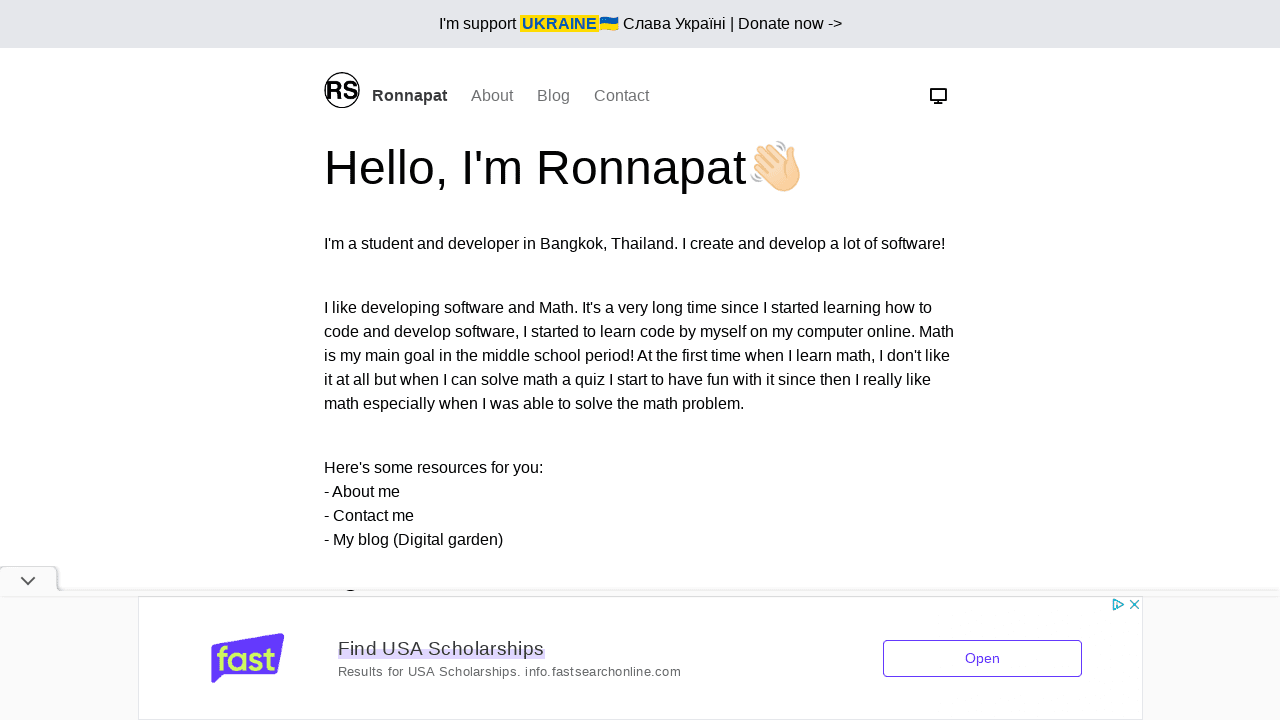 I'm support UKRAINE🇺🇦 Слава Україні | Donate now ->
RS Ronnapat About Blog Contact
Hello, I'm Ronnapat👋🏻
I'm a student and developer in Bangkok, Thailand. I create and develop a lot of software!
I like developing software and Math. It's a very long time since I started learning how to
code and develop software, I started to learn code by myself on my computer online. Math
is my main goal in the middle school period! At the first time when I learn math, I don't like
it at all but when I can solve math a quiz I start to have fun with it since then I really like
math especially when I was able to solve the math problem.
Here's some resources for you:
- About me
- Contact me
- My blog (Digital garden)
fast
Find USA Scholarships
Results for USA Scholarships. info.fastsearchonline.com
Open